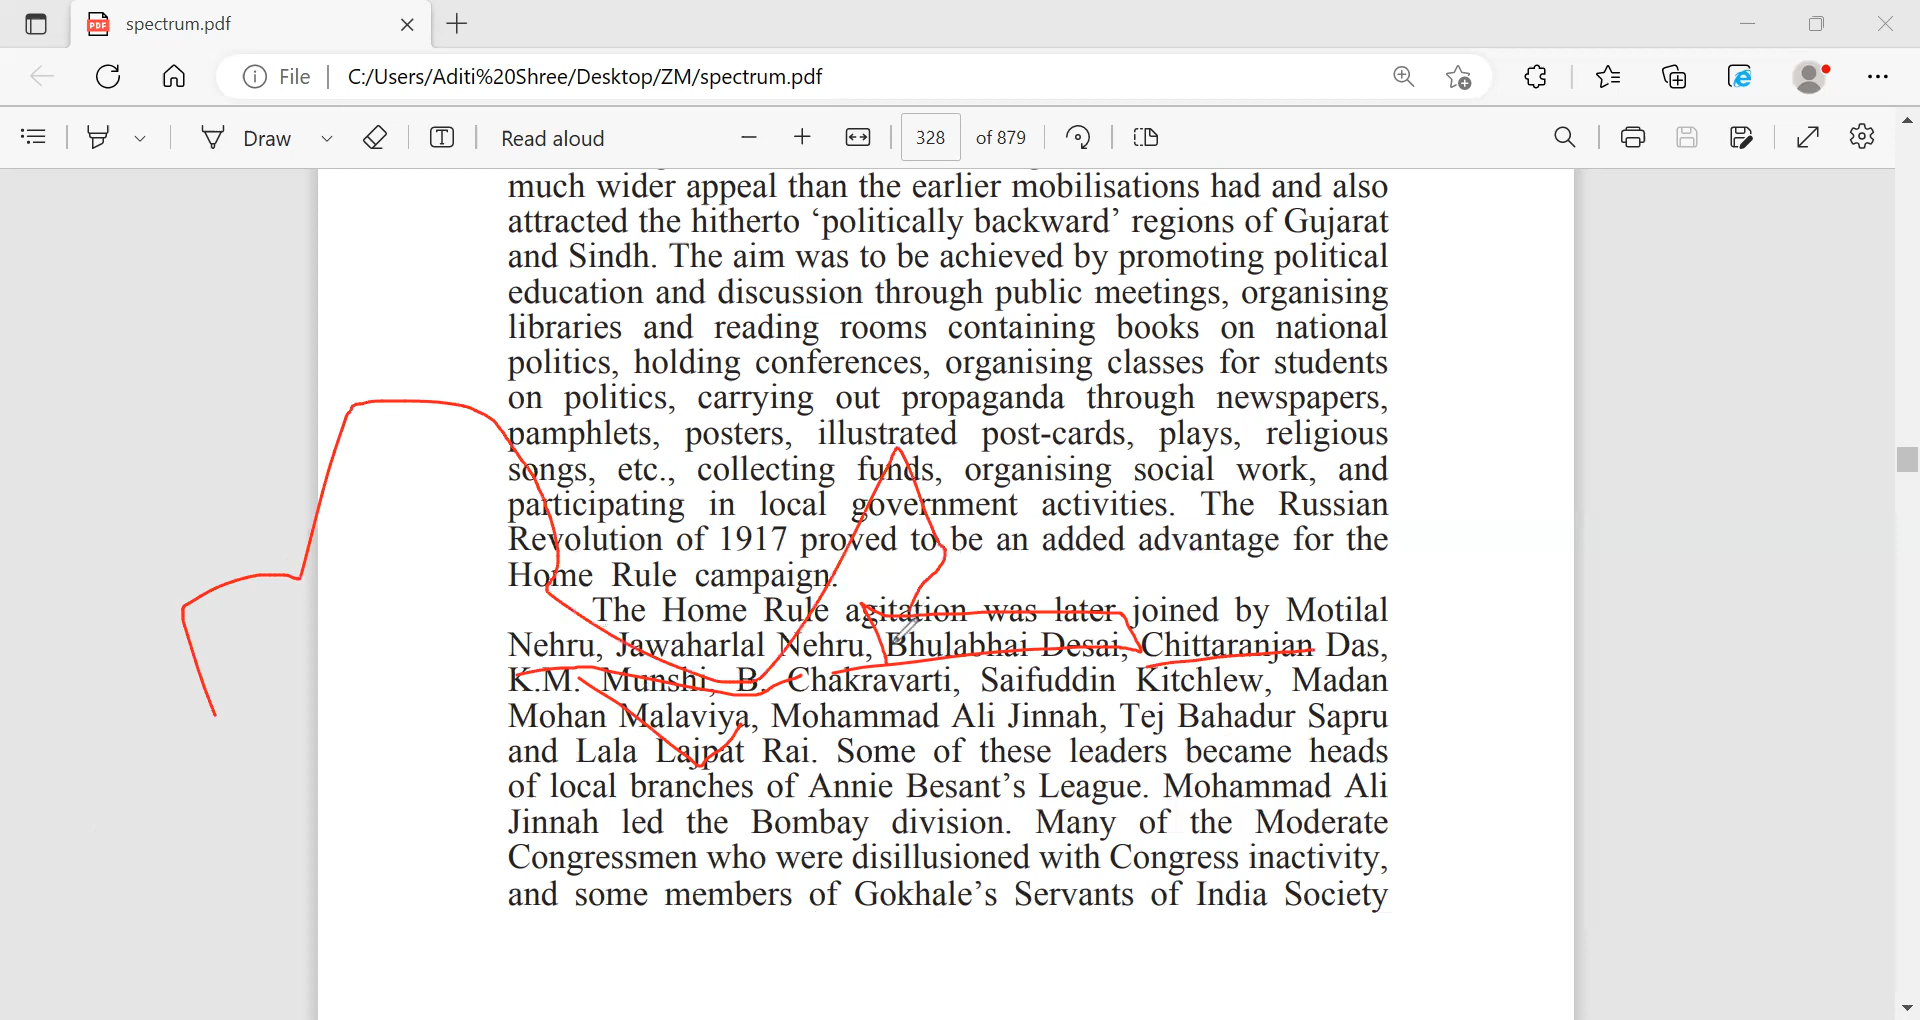 spectrum.pdf
File C:/Users/Aditi%20Shree/Desktop/ZM/spectrum.pdf
Draw Read aloud 328 of 879
much wider appeal than the earlier mobilisations had and also
attracted the hitherto ‘politically backward’ regions of Gujarat
and Sindh. The aim was to be achieved by promoting political
education and discussion through public meetings, organising
libraries and reading rooms containing books on national
politics, holding conferences, organising classes for students
on politics, carrying out propaganda through newspapers,
pamphlets, posters, illustrated post-cards, plays, religious
songs, etc., collecting funds, organising social work, and
participating in local government activities. The Russian
Revolution of 1917 proved to be an added advantage for the
Home Rule campaign.
The Home Rule agitation was later joined by Motilal
Nehru, Jawaharlal Nehru, Bhulabhai Desai, Chittaranjan Das,
K.M. Munshi, B. Chakravarti, Saifuddin Kitchlew, Madan
Mohan Malaviya, Mohammad Ali Jinnah, Tej Bahadur Sapru
and Lala Lajpat Rai. Some of these leaders became heads
of local branches of Annie Besant’s League. Mohammad Ali
Jinnah led the Bombay division. Many of the Moderate
Congressmen who were disillusioned with Congress inactivity,
and some members of Gokhale’s Servants of India Society